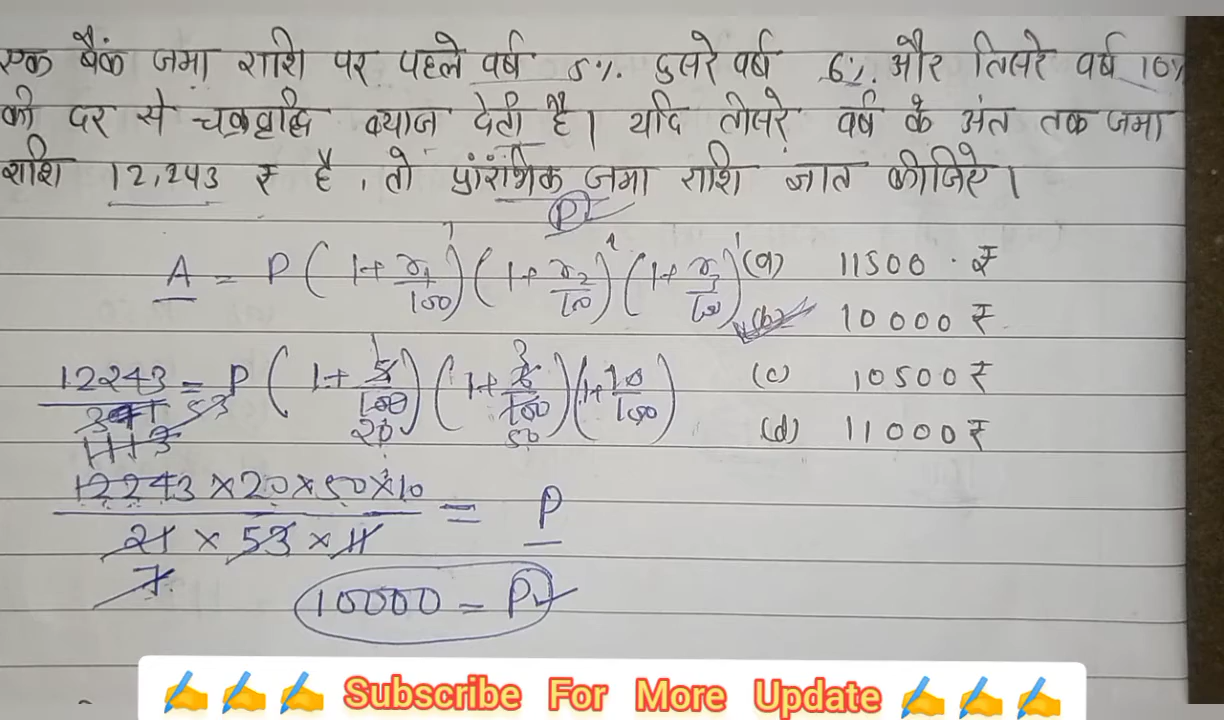 एक बैंक जमा राशि पर पहले वर्ष 5% दुसरे वर्ष 6% और तिसरे वर्ष 10%
की दर से चक्रवृद्धि ब्याज देती है। यदि तीसरे वर्ष के अंत तक जमा
राशि 12,243 ₹ है, तो प्रारंभिक जमा राशि ज्ञात कीजिए।
P
A = P (1+ r1/100) (1+ r2/100) (1+ r3/100) (a) 11500 ₹
(b) 10000 ₹
12243 = P (1+ 5/100) (1+ 6/100) (1+ 10/100) (c) 10500 ₹
(d) 11000 ₹
12243 × 20 × 50 × 10 / 21 × 53 × 11 = P
7
10000 = P
Subscribe For More Update